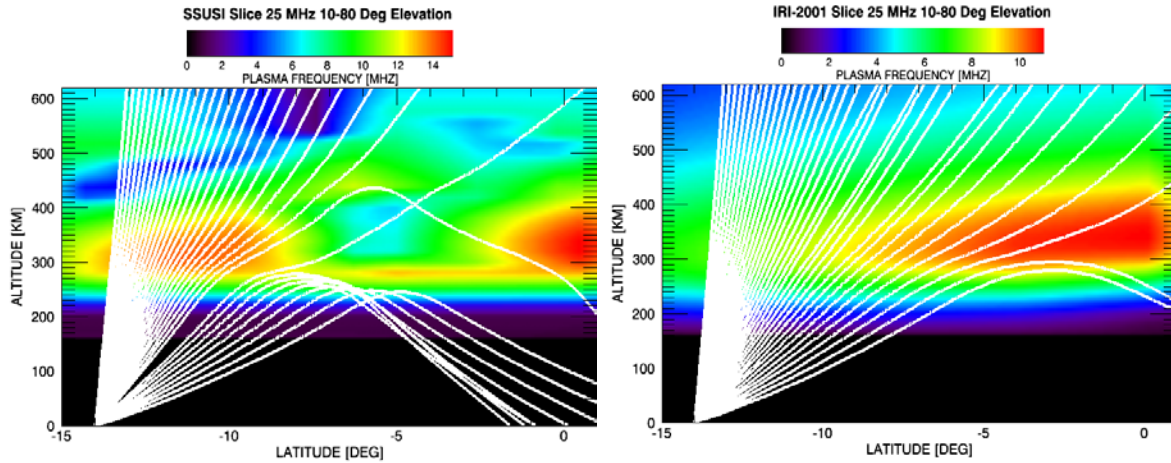 SSUSI Slice 25 MHz 10-80 Deg Elevation
0 2 4 6 8 10 12 14
PLASMA FREQUENCY [MHZ]
600
500
400
300
200
100
0
ALTITUDE [KM]
-15 -10 -5 0
LATITUDE [DEG]
IRI-2001 Slice 25 MHz 10-80 Deg Elevation
0 2 4 6 8 10
PLASMA FREQUENCY [MHZ]
600
500
400
300
200
100
0
ALTITUDE [KM]
-15 -10 -5 0
LATITUDE [DEG]